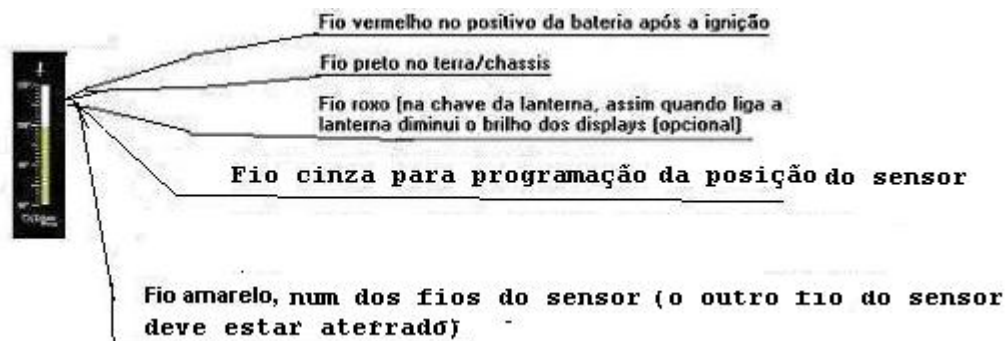 Fio vermelho no positivo da bateria após a ignição
Fio preto no terra/chassis
Fio roxo (na chave da lanterna, assim quando liga a
lanterna diminui o brilho dos displays (opcional)
Fio cinza para programação da posição do sensor
Fio amarelo, num dos fios do sensor (o outro fio do sensor
deve estar aterrado)